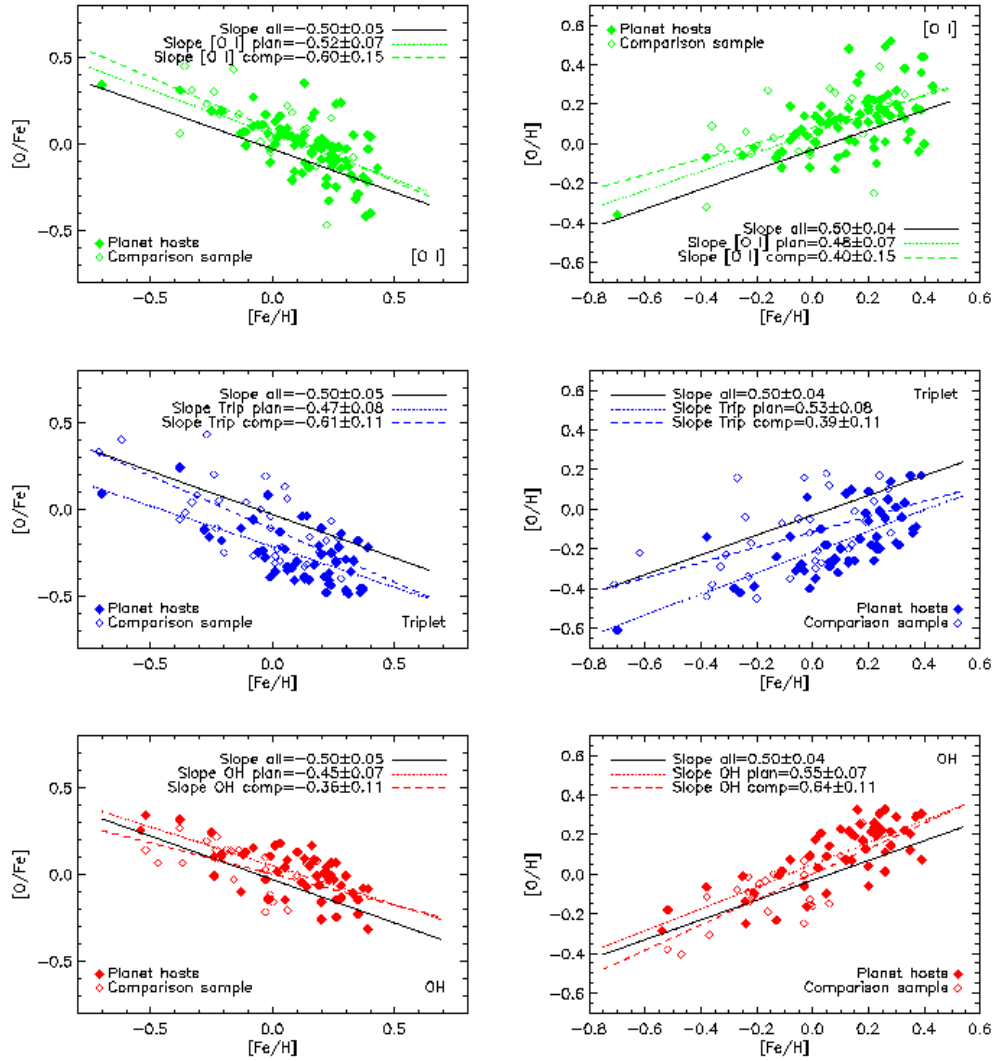 Slope all=−0.50±0.05
Slope [O I] plan=−0.52±0.07
Slope [O I] comp=−0.60±0.15
0.5
0.0
−0.5
[O/Fe]
Planet hosts
Comparison sample
[O I]
−0.5
0.0
0.5
[Fe/H]
Planet hosts
Comparison sample
[O I]
0.6
0.4
0.2
0.0
−0.2
−0.4
−0.6
[O/H]
Slope all=0.50±0.04
Slope [O I] plan=0.48±0.07
Slope [O I] comp=0.40±0.15
−0.8
−0.6
−0.4
−0.2
0.0
0.2
0.4
0.6
[Fe/H]
Slope all=−0.50±0.05
Slope Trip plan=−0.47±0.08
Slope Trip comp=−0.61±0.11
0.5
0.0
−0.5
[O/Fe]
Planet hosts
Comparison sample
Triplet
−0.5
0.0
0.5
[Fe/H]
Slope all=0.50±0.04
Slope Trip plan=0.53±0.08
Slope Trip comp=0.39±0.11
Triplet
0.6
0.4
0.2
0.0
−0.2
−0.4
−0.6
[O/H]
Planet hosts
Comparison sample
−0.8
−0.6
−0.4
−0.2
0.0
0.2
0.4
0.6
[Fe/H]
Slope all=−0.50±0.05
Slope OH plan=−0.45±0.07
Slope OH comp=−0.36±0.11
0.5
0.0
−0.5
[O/Fe]
Planet hosts
Comparison sample
OH
−0.5
0.0
0.5
[Fe/H]
Slope all=0.50±0.04
Slope OH plan=0.55±0.07
Slope OH comp=0.64±0.11
OH
0.6
0.4
0.2
0.0
−0.2
−0.4
−0.6
[O/H]
Planet hosts
Comparison sample
−0.8
−0.6
−0.4
−0.2
0.0
0.2
0.4
0.6
[Fe/H]